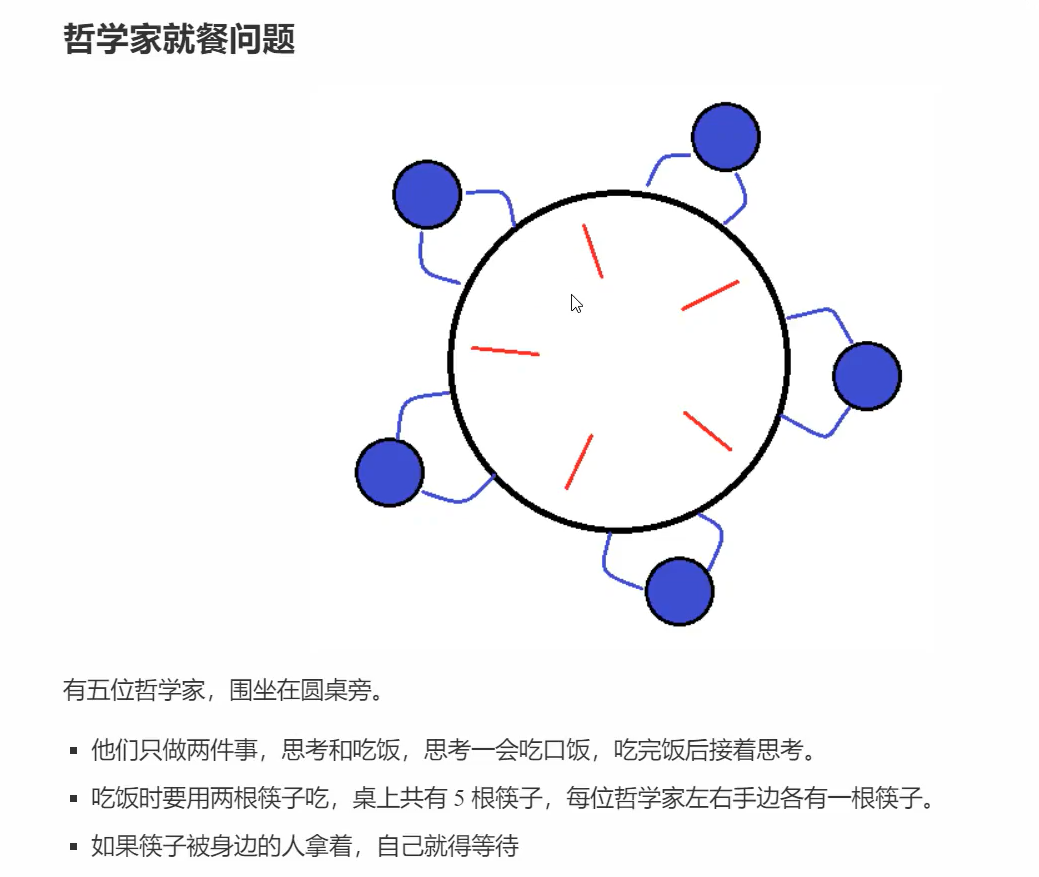 哲学家就餐问题
有五位哲学家，围坐在圆桌旁。
他们只做两件事，思考和吃饭，思考一会吃口饭，吃完饭后接着思考。
吃饭时要用两根筷子吃，桌上共有 5 根筷子，每位哲学家左右手边各有一根筷子。
如果筷子被身边的人拿着，自己就得等待